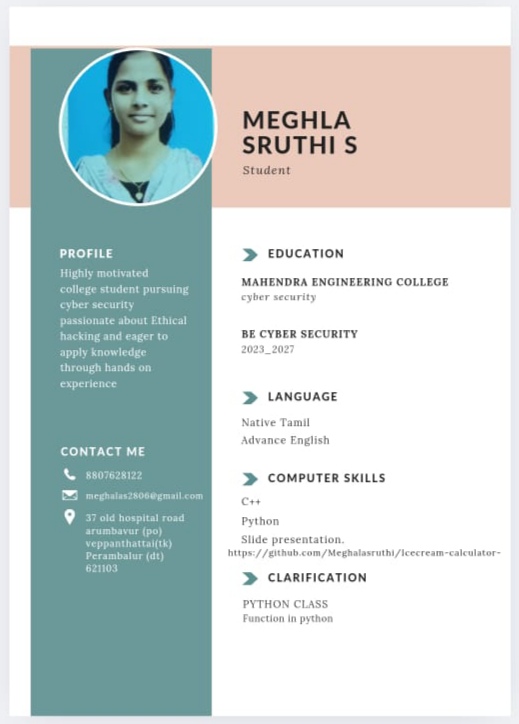 MEGHLA
SRUTHI S
Student
PROFILE
Highly motivated
college student pursuing
cyber security
passionate about Ethical
hacking and eager to
apply knowledge
through hands on
experience
CONTACT ME
8807628122
meghalas2806@gmail.com
37 old hospital road
arumbavur (po)
veppanthattai(tk)
Perambalur (dt)
621103
EDUCATION
MAHENDRA ENGINEERING COLLEGE
cyber security
BE CYBER SECURITY
2023_2027
LANGUAGE
Native Tamil
Advance English
COMPUTER SKILLS
C++
Python
Slide presentation.
https://github.com/Meghalasruthi/Icecream-calculator-
CLARIFICATION
PYTHON CLASS
Function in python